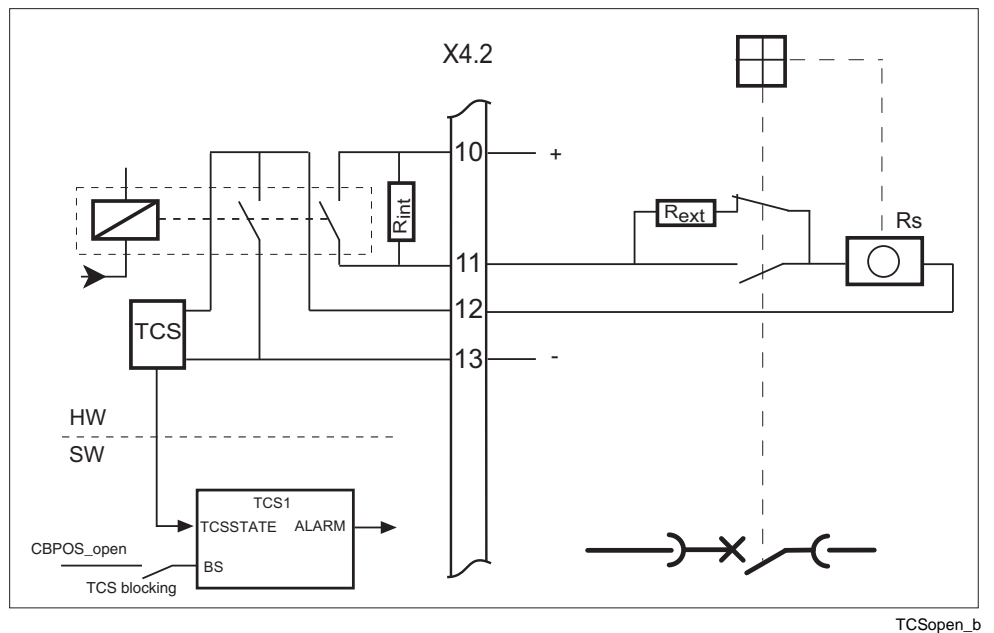 X4.2
10
+
Rint
Rext
Rs
11
12
TCS
13
-
HW
SW
TCS1
TCSSTATE ALARM
CBPOS_open
BS
TCS blocking
TCSopen_b